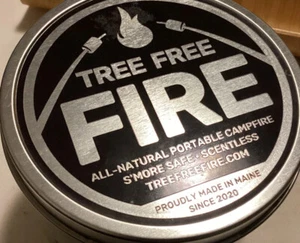 TREE FREE
FIRE
ALL-NATURAL PORTABLE CAMPFIRE
S'MORE SAFE • SCENTLESS
TREEFREEFIRE.COM
PROUDLY MADE IN MAINE
SINCE 2020